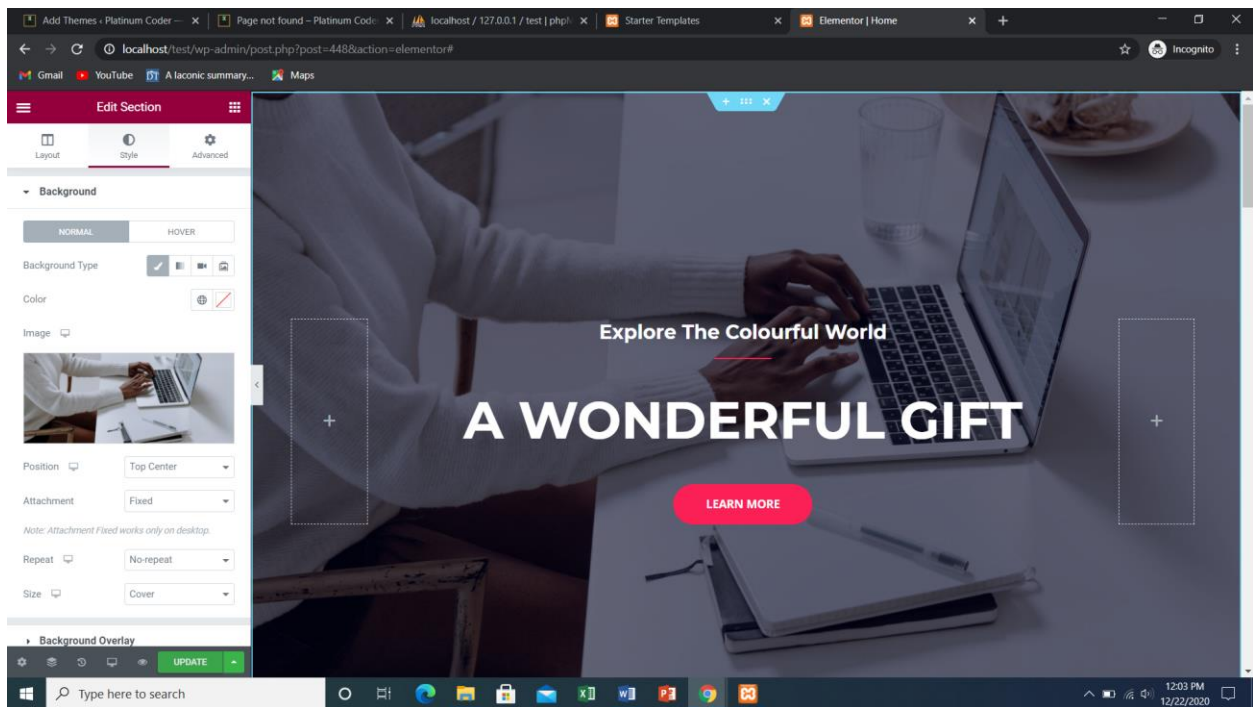 Add Themes ‹ Platinum Coder —
Page not found – Platinum Code
localhost / 127.0.0.1 / test | phpM
Starter Templates
Elementor | Home
localhost/test/wp-admin/post.php?post=448&action=elementor#
Incognito
Gmail
YouTube
A laconic summary...
Maps
Edit Section
Layout
Style
Advanced
Background
NORMAL
HOVER
Background Type
Color
Image
Position
Top Center
Attachment
Fixed
Note: Attachment Fixed works only on desktop.
Repeat
No-repeat
Size
Cover
Background Overlay
UPDATE
Explore The Colourful World
A WONDERFUL GIFT
LEARN MORE
Type here to search
12:03 PM
12/22/2020